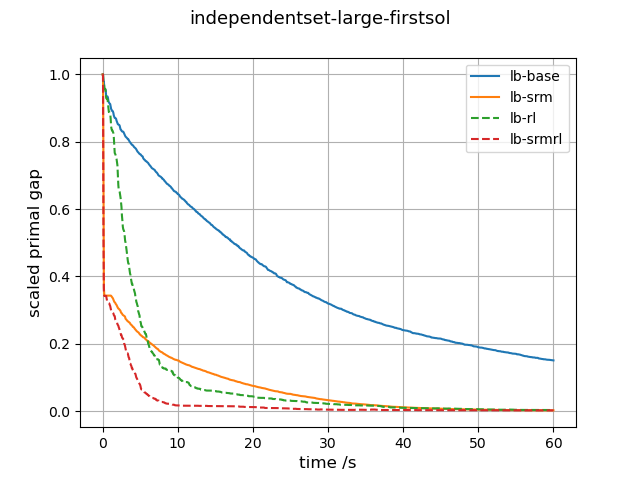 independentset-large-firstsol
scaled primal gap
1.0
0.8
0.6
0.4
0.2
0.0
0
10
20
30
40
50
60
time /s
lb-base
lb-srm
lb-rl
lb-srmrl